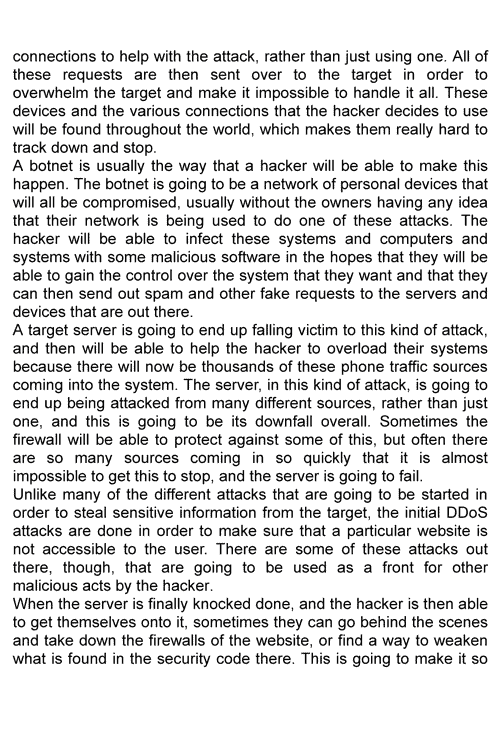 connections to help with the attack, rather than just using one. All of
these requests are then sent over to the target in order to
overwhelm the target and make it impossible to handle it all. These
devices and the various connections that the hacker decides to use
will be found throughout the world, which makes them really hard to
track down and stop.
A botnet is usually the way that a hacker will be able to make this
happen. The botnet is going to be a network of personal devices that
will all be compromised, usually without the owners having any idea
that their network is being used to do one of these attacks. The
hacker will be able to infect these systems and computers and
systems with some malicious software in the hopes that they will be
able to gain the control over the system that they want and that they
can then send out spam and other fake requests to the servers and
devices that are out there.
A target server is going to end up falling victim to this kind of attack,
and then will be able to help the hacker to overload their systems
because there will now be thousands of these phone traffic sources
coming into the system. The server, in this kind of attack, is going to
end up being attacked from many different sources, rather than just
one, and this is going to be its downfall overall. Sometimes the
firewall will be able to protect against some of this, but often there
are so many sources coming in so quickly that it is almost
impossible to get this to stop, and the server is going to fail.
Unlike many of the different attacks that are going to be started in
order to steal sensitive information from the target, the initial DDoS
attacks are done in order to make sure that a particular website is
not accessible to the user. There are some of these attacks out
there, though, that are going to be used as a front for other
malicious acts by the hacker.
When the server is finally knocked done, and the hacker is then able
to get themselves onto it, sometimes they can go behind the scenes
and take down the firewalls of the website, or find a way to weaken
what is found in the security code there. This is going to make it so